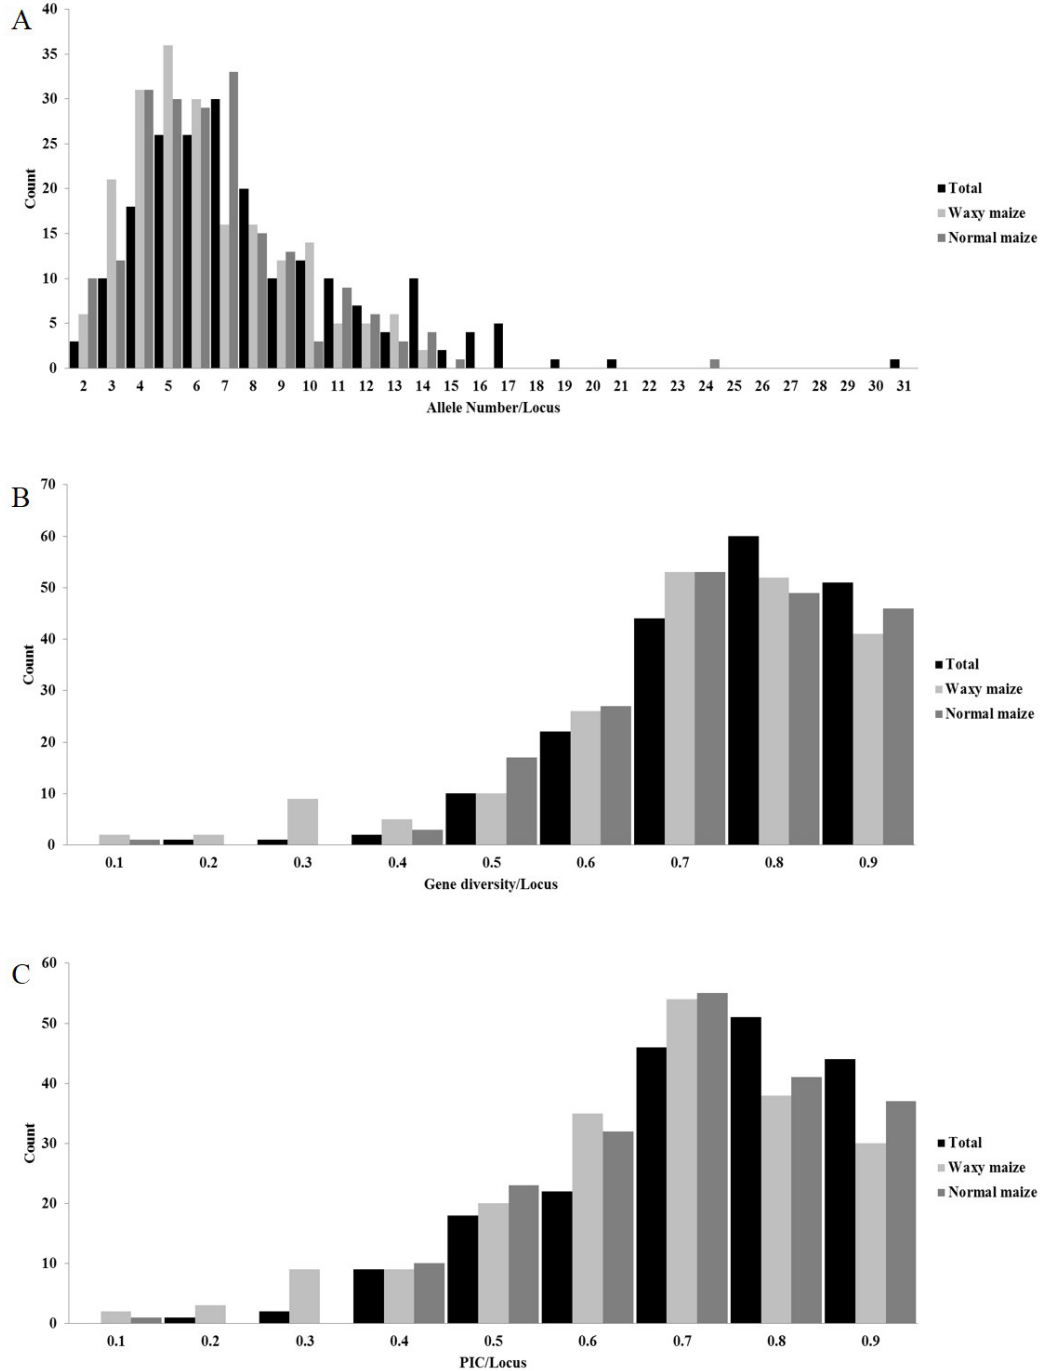 A
40
35
30
25
20
15
10
5
0
Count
2 3 4 5 6 7 8 9 10 11 12 13 14 15 16 17 18 19 20 21 22 23 24 25 26 27 28 29 30 31
Allele Number/Locus
Total
Waxy maize
Normal maize
B
70
60
50
40
30
20
10
0
Count
0.1 0.2 0.3 0.4 0.5 0.6 0.7 0.8 0.9
Gene diversity/Locus
Total
Waxy maize
Normal maize
C
60
50
40
30
20
10
0
Count
0.1 0.2 0.3 0.4 0.5 0.6 0.7 0.8 0.9
PIC/Locus
Total
Waxy maize
Normal maize